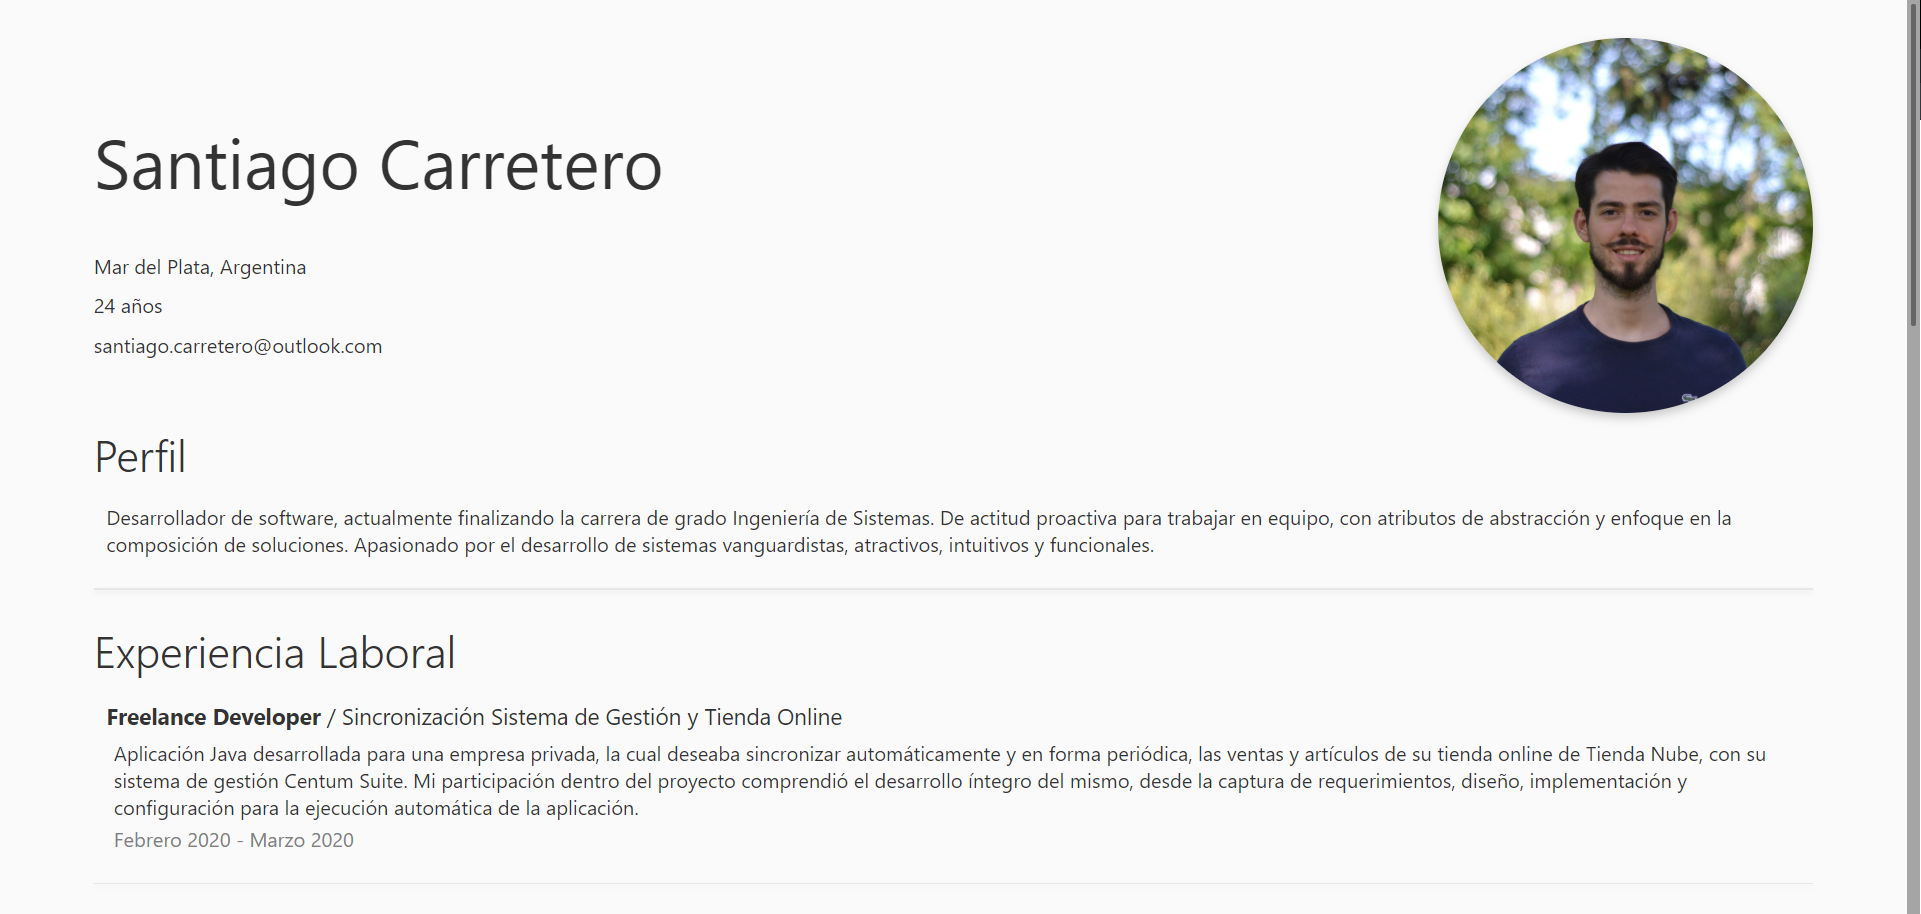 Santiago Carretero
Mar del Plata, Argentina
24 años
santiago.carretero@outlook.com
Perfil
Desarrollador de software, actualmente finalizando la carrera de grado Ingeniería de Sistemas. De actitud proactiva para trabajar en equipo, con atributos de abstracción y enfoque en la
composición de soluciones. Apasionado por el desarrollo de sistemas vanguardistas, atractivos, intuitivos y funcionales.
Experiencia Laboral
Freelance Developer / Sincronización Sistema de Gestión y Tienda Online
Aplicación Java desarrollada para una empresa privada, la cual deseaba sincronizar automáticamente y en forma periódica, las ventas y artículos de su tienda online de Tienda Nube, con su
sistema de gestión Centum Suite. Mi participación dentro del proyecto comprendió el desarrollo íntegro del mismo, desde la captura de requerimientos, diseño, implementación y
configuración para la ejecución automática de la aplicación.
Febrero 2020 - Marzo 2020